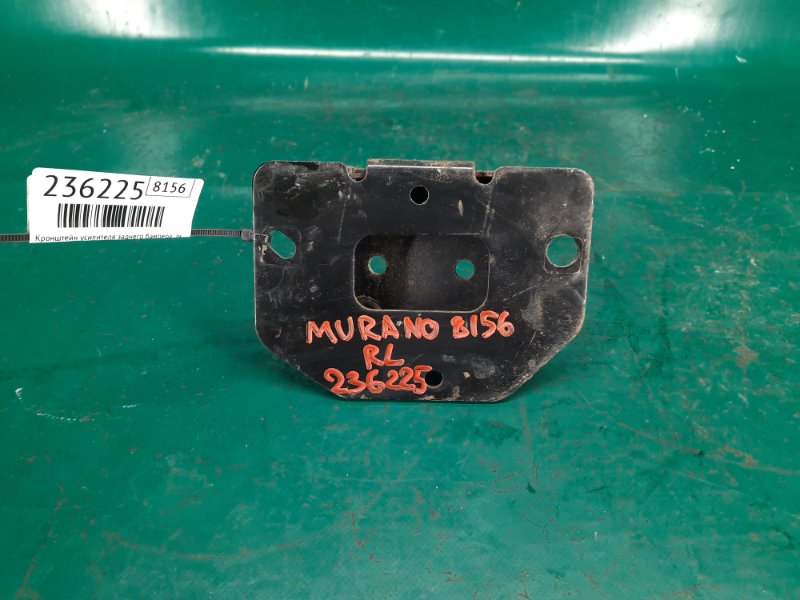 236225 8156
Кронштейн усилителя заднего бампера
MURANO 8156
RL
236225